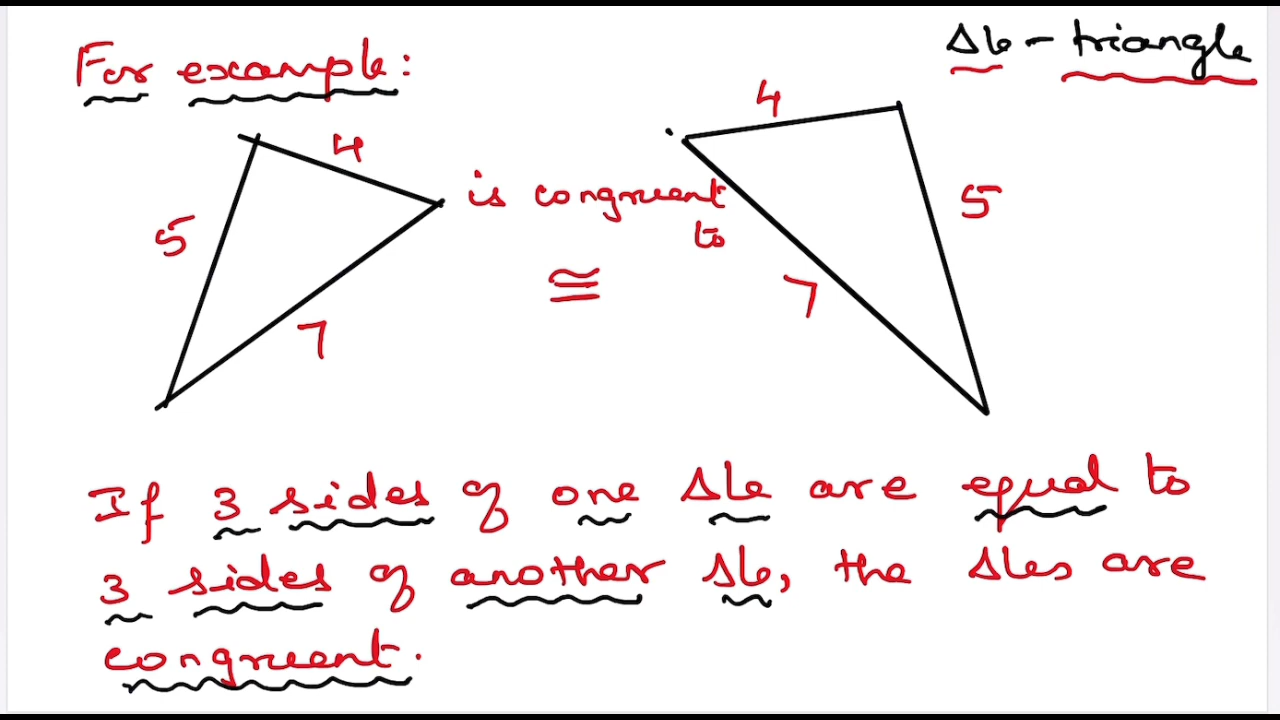 For example:
Δle - triangle
4
5
7
is congruent
to
≅
4
5
7
If 3 sides of one Δle are equal to
3 sides of another Δle, the Δles are
congruent.